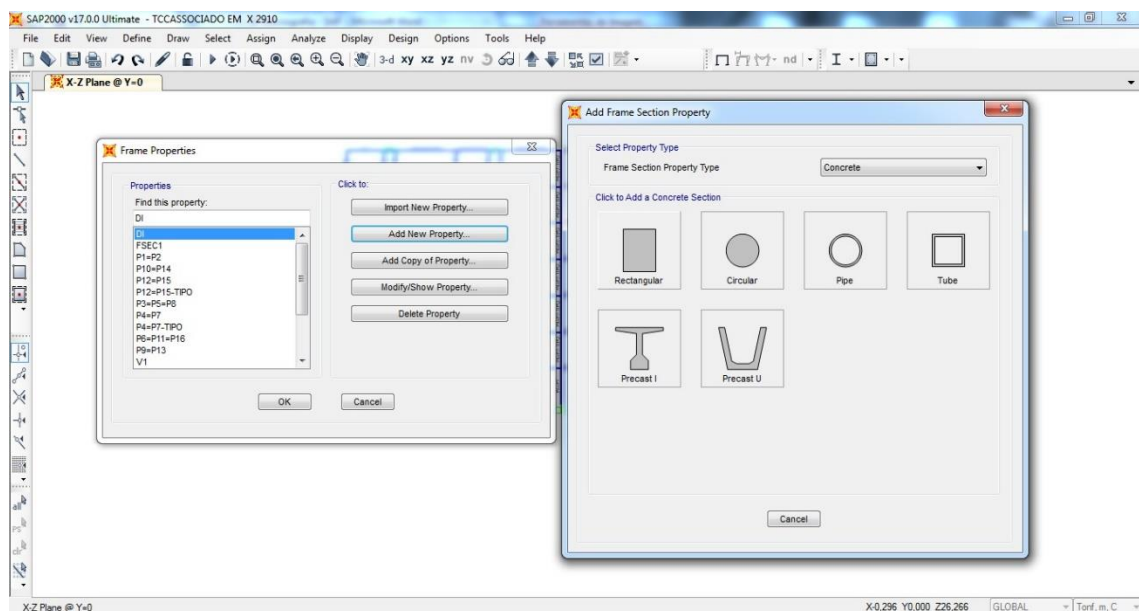 SAP2000 v17.0.0 Ultimate - TCCASSOCIADO EM X 2910
File Edit View Define Draw Select Assign Analyze Display Design Options Tools Help
3-d xy xz yz nv
nd
X-Z Plane @ Y=0
Frame Properties
Properties
Find this property:
DI
DI
FSEC1
P1=P2
P10=P14
P12=P15
P12=P15-TIPO
P3=P5=P8
P4=P7
P4=P7-TIPO
P6=P11=P16
P9=P13
V1
Click to:
Import New Property...
Add New Property...
Add Copy of Property...
Modify/Show Property...
Delete Property
OK Cancel
Add Frame Section Property
Select Property Type
Frame Section Property Type Concrete
Click to Add a Concrete Section
Rectangular Circular Pipe Tube
Precast I Precast U
Cancel
all
ps
clr
X-Z Plane @ Y=0 X-0,296 Y0,000 Z26,266 GLOBAL Tonf, m, C